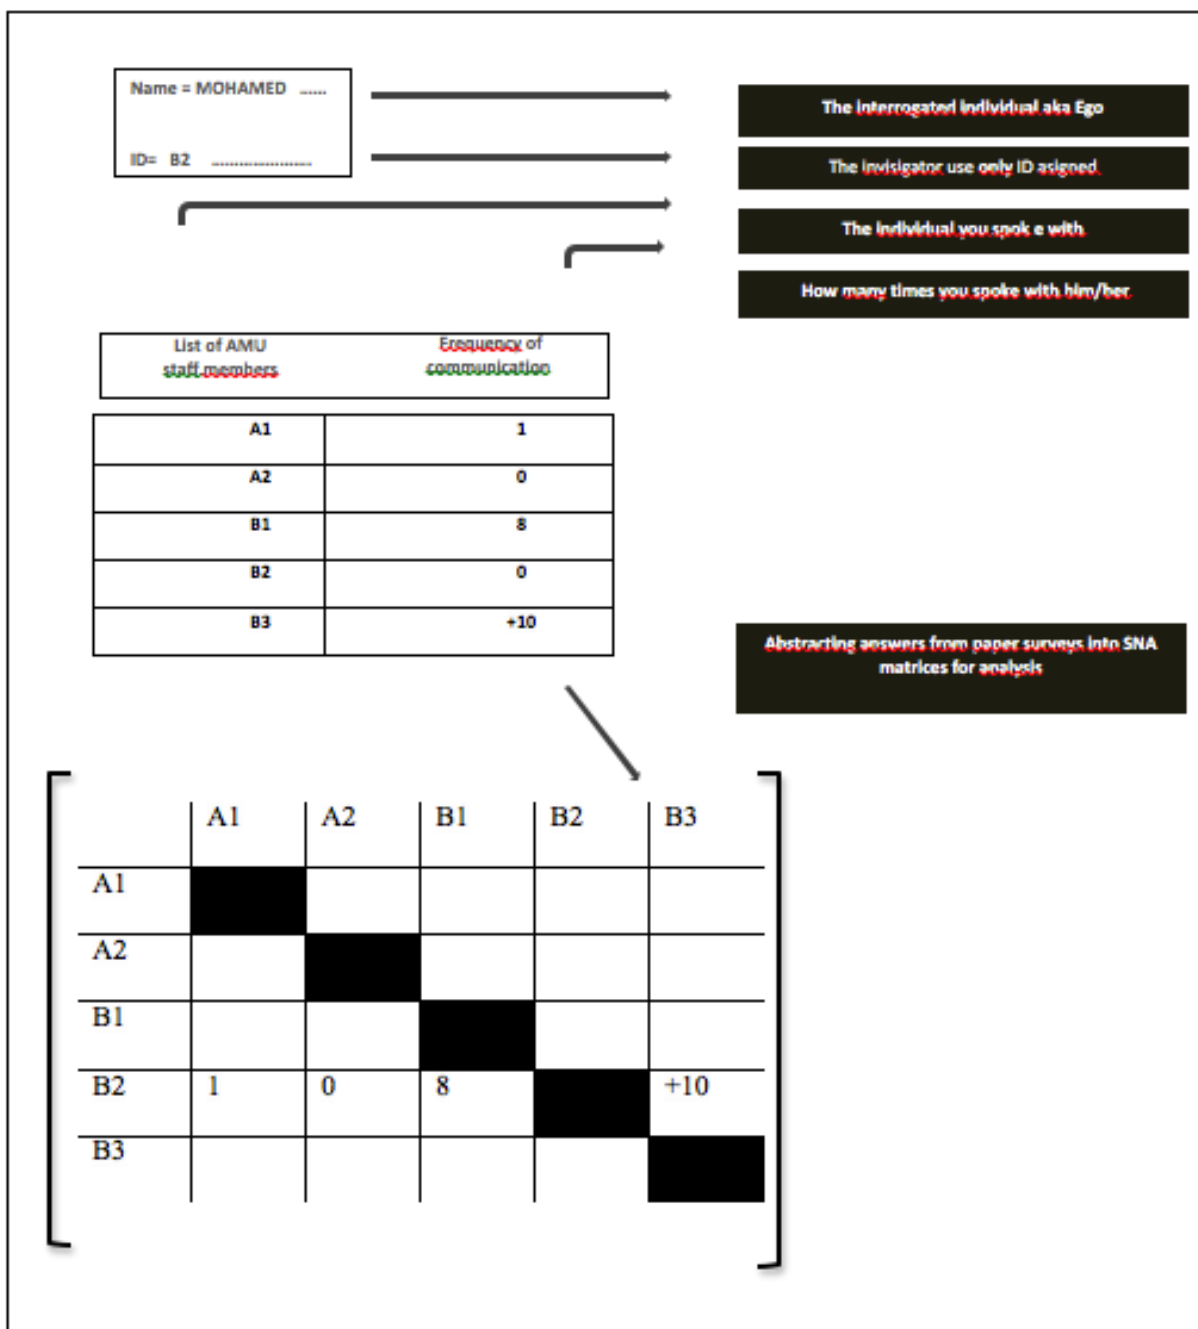 Name = MOHAMED ......
ID= B2 ......................
The interrogated individual aka Ego
The invisigator use only ID asigned
The individual you spok e with
How many times you spoke with him/her
List of AMU
staff members
Frequency of
communication
A1 1
A2 0
B1 8
B2 0
B3 +10
Abstracting answers from paper surveys into SNA
matrices for analysis
A1 A2 B1 B2 B3
A1
A2
B1
B2 1 0 8 +10
B3